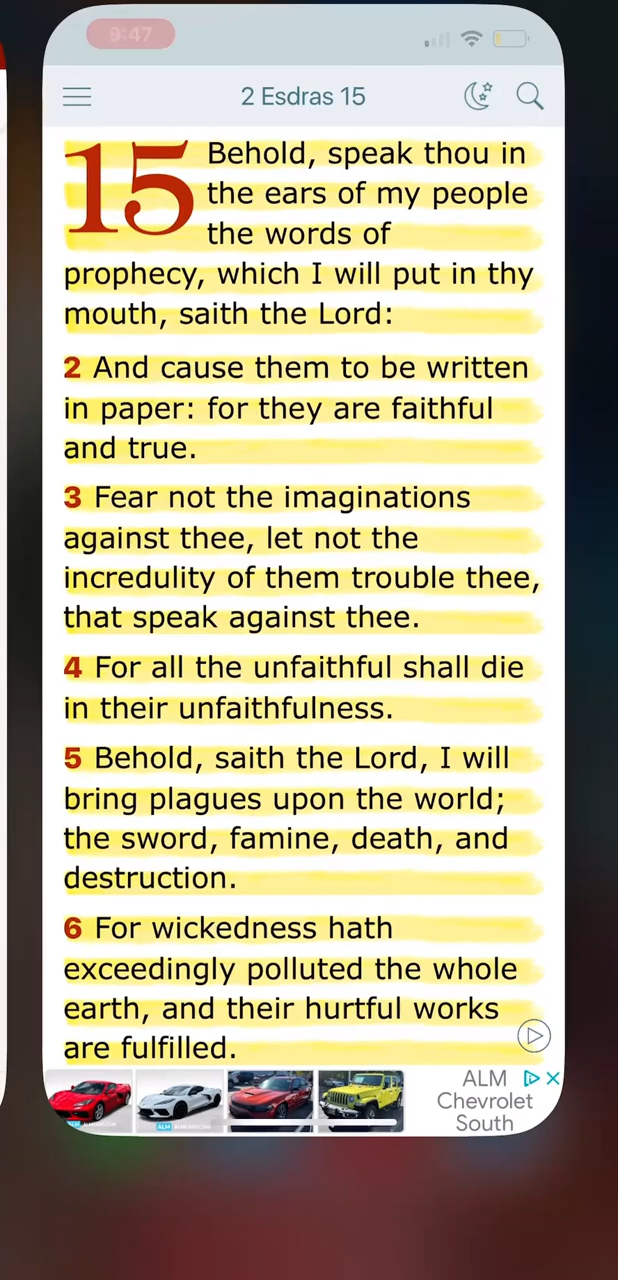 9:47
2 Esdras 15
15 Behold, speak thou in
the ears of my people
the words of
prophecy, which I will put in thy
mouth, saith the Lord:
2 And cause them to be written
in paper: for they are faithful
and true.
3 Fear not the imaginations
against thee, let not the
incredulity of them trouble thee,
that speak against thee.
4 For all the unfaithful shall die
in their unfaithfulness.
5 Behold, saith the Lord, I will
bring plagues upon the world;
the sword, famine, death, and
destruction.
6 For wickedness hath
exceedingly polluted the whole
earth, and their hurtful works
are fulfilled.
ALM
Chevrolet
South
ALM